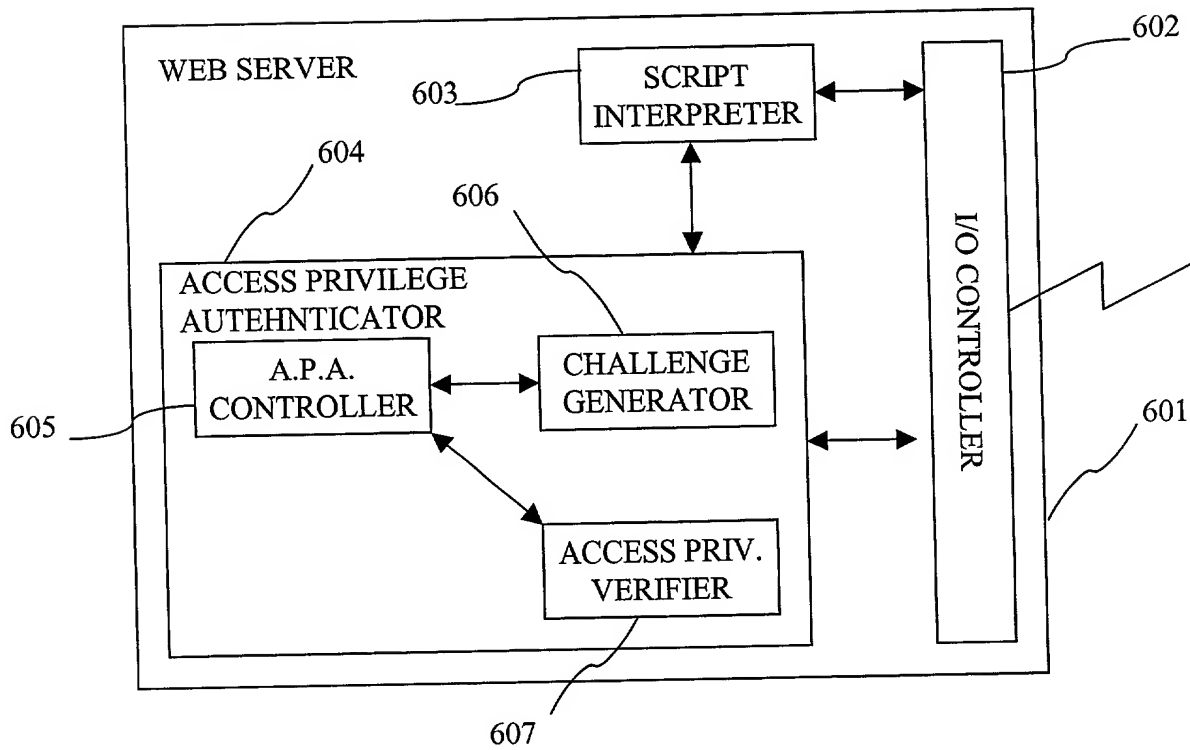 WEB SERVER
602
603
SCRIPT
INTERPRETER
604
606
I/O CONTROLLER
ACCESS PRIVILEGE
AUTEHNTICATOR
A.P.A.
CONTROLLER
CHALLENGE
GENERATOR
605
601
ACCESS PRIV.
VERIFIER
607